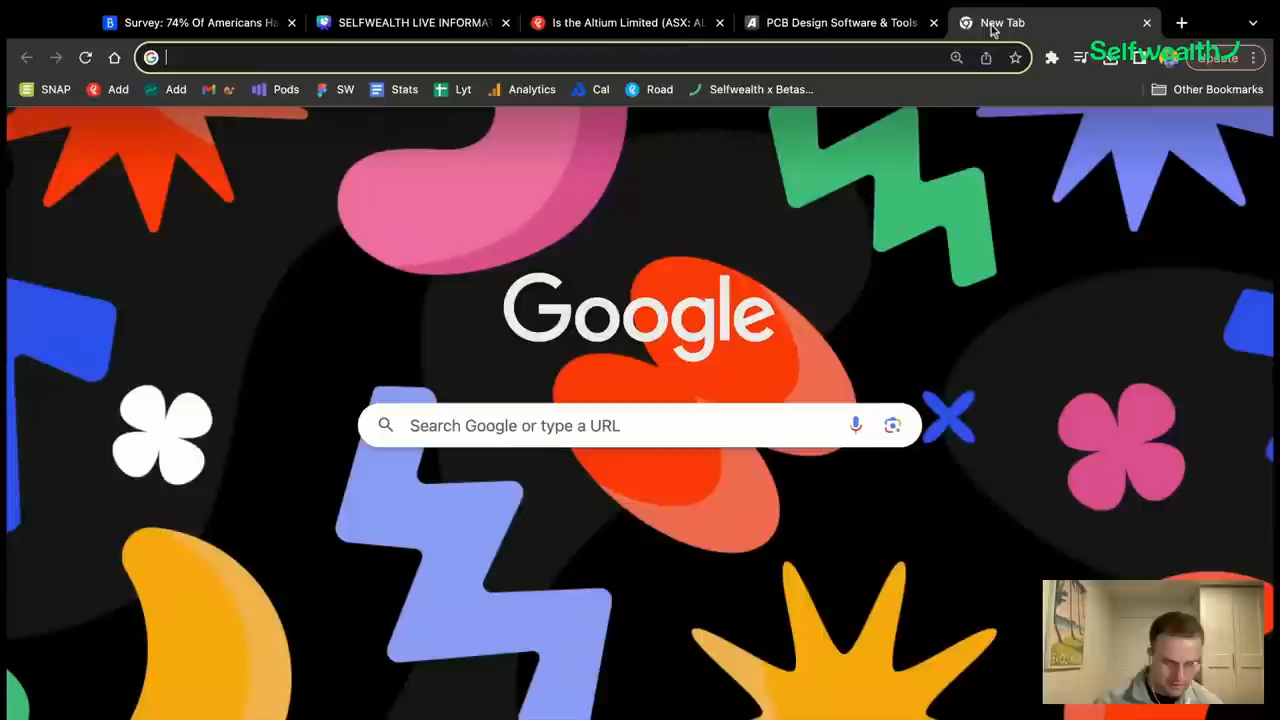 Survey: 74% Of Americans Ha
SELFWEALTH LIVE INFORMAT
Is the Altium Limited (ASX: AL
PCB Design Software & Tools
New Tab
Selfwealth
Update
SNAP
Add
Add
Pods
SW
Stats
Lyt
Analytics
Cal
Road
Selfwealth x Betas...
Other Bookmarks
Google
Search Google or type a URL